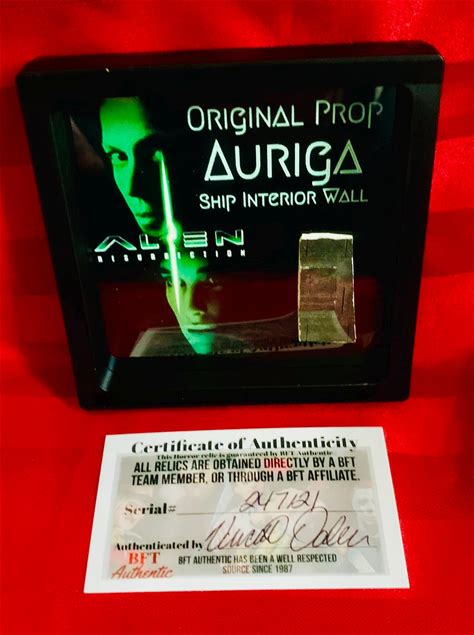 ORIGINAL PROP
AURIGA
SHIP INTERIOR WALL
ALIEN
RESURRECTION
Certificate of Authenticity
This Horror relic is guaranteed by BFT Authentic
ALL RELICS ARE OBTAINED DIRECTLY BY A BFT
TEAM MEMBER, OR THROUGH A BFT AFFILIATE.
Serial# 247121
Authenticated by
BFT
Authentic
BFT AUTHENTIC HAS BEEN A WELL RESPECTED
SOURCE SINCE 1987